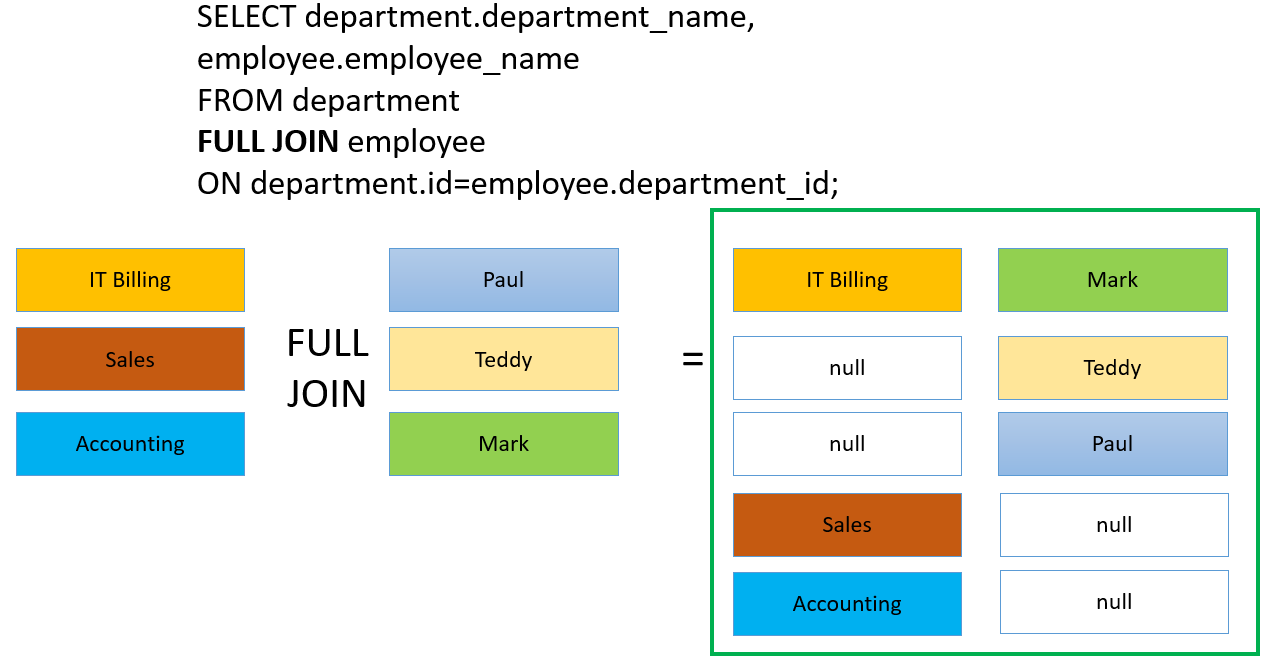 SELECT department.department_name,
employee.employee_name
FROM department
FULL JOIN employee
ON department.id=employee.department_id;
IT Billing
Sales
Accounting
FULL
JOIN
Paul
Teddy
Mark
=
IT Billing
Mark
null
Teddy
null
Paul
Sales
null
Accounting
null